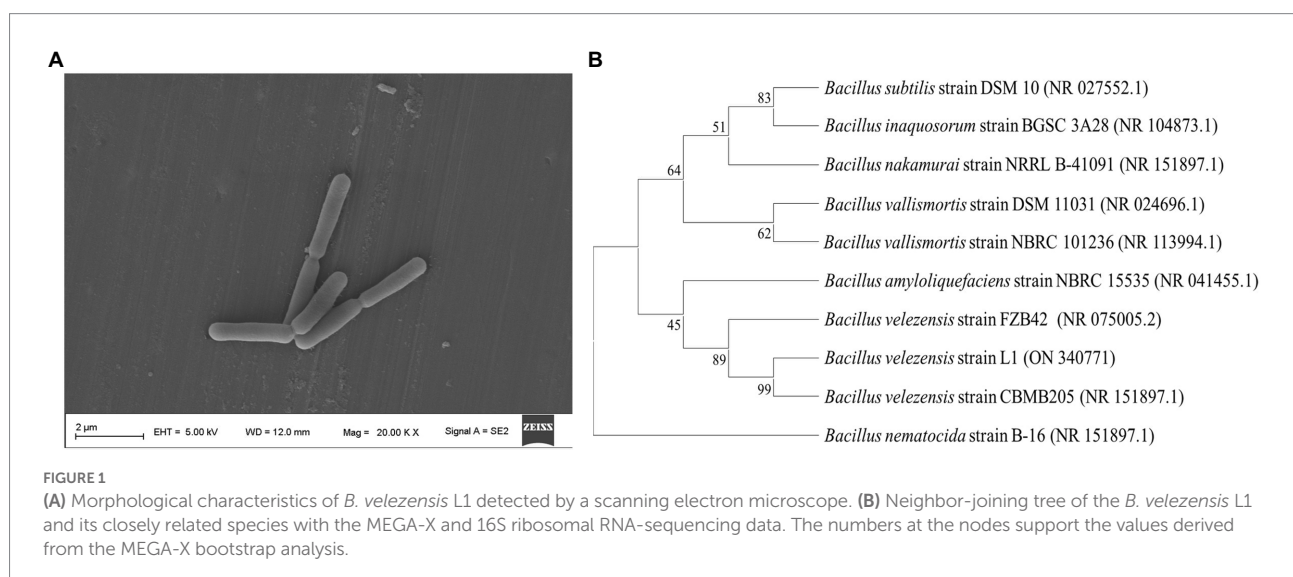 A
2 µm
EHT = 5.00 kV WD = 12.0 mm Mag = 20.00 K X Signal A = SE2 ZEISS
B
83
51
64
62
45
89
99
Bacillus subtilis strain DSM 10 (NR 027552.1)
Bacillus inaquosorum strain BGSC 3A28 (NR 104873.1)
Bacillus nakamurai strain NRRL B-41091 (NR 151897.1)
Bacillus vallismortis strain DSM 11031 (NR 024696.1)
Bacillus vallismortis strain NBRC 101236 (NR 113994.1)
Bacillus amyloliquefaciens strain NBRC 15535 (NR 041455.1)
Bacillus velezensis strain FZB42 (NR 075005.2)
Bacillus velezensis strain L1 (ON 340771)
Bacillus velezensis strain CBMB205 (NR 151897.1)
Bacillus nematocida strain B-16 (NR 151897.1)
FIGURE 1
(A) Morphological characteristics of B. velezensis L1 detected by a scanning electron microscope. (B) Neighbor-joining tree of the B. velezensis L1
and its closely related species with the MEGA-X and 16S ribosomal RNA-sequencing data. The numbers at the nodes support the values derived
from the MEGA-X bootstrap analysis.